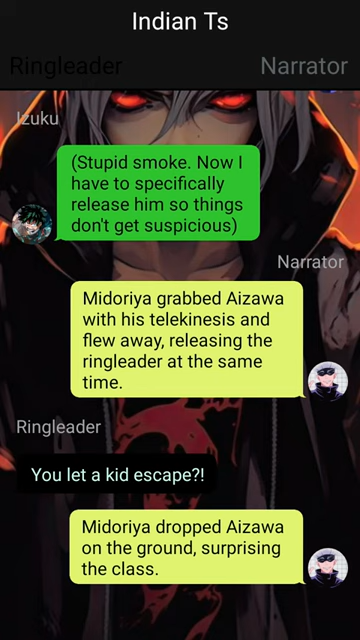 Indian Ts
Ringleader
Narrator
Izuku
(Stupid smoke. Now I
have to specifically
release him so things
don't get suspicious)
Narrator
Midoriya grabbed Aizawa
with his telekinesis and
flew away, releasing the
ringleader at the same
time.
Ringleader
You let a kid escape?!
Midoriya dropped Aizawa
on the ground, surprising
the class.